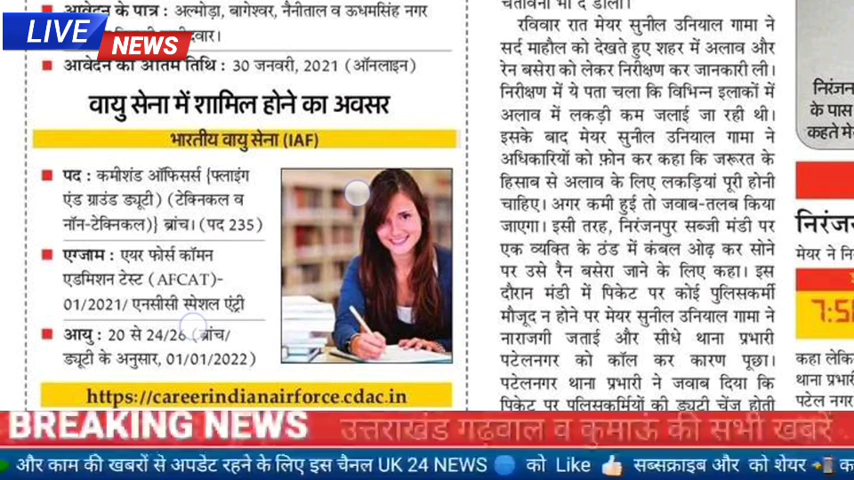 आवेदन के पात्र : अल्मोड़ा, बागेश्वर, नैनीताल व ऊधमसिंह नगर
LIVE
NEWS
आवेदन की अंतिम तिथि : 30 जनवरी, 2021 (ऑनलाइन)
वायु सेना में शामिल होने का अवसर
भारतीय वायु सेना (IAF)
पद : कमीशंड ऑफिसर्स {फ्लाइंग
एंड ग्राउंड ड्यूटी) (टेक्निकल व
नॉन-टेक्निकल)} ब्रांच। (पद 235)
एग्जाम : एयर फोर्स कॉमन
एडमिशन टेस्ट (AFCAT)-
01/2021/ एनसीसी स्पेशल एंट्री
आयु : 20 से 24/26 (ब्रांच/
ड्यूटी के अनुसार, 01/01/2022)
https://careerindianairforce.cdac.in
चेतावनी भी दे डाली।
रविवार रात मेयर सुनील उनियाल गामा ने
सर्द माहौल को देखते हुए शहर में अलाव और
रेन बसेरा को लेकर निरीक्षण कर जानकारी ली।
निरीक्षण में ये पता चला कि विभिन्न इलाकों में
अलाव में लकड़ी कम जलाई जा रही थी।
इसके बाद मेयर सुनील उनियाल गामा ने
अधिकारियों को फ़ोन कर कहा कि जरूरत के
हिसाब से अलाव के लिए लकड़ियां पूरी होनी
चाहिए। अगर कमी हुई तो जवाब-तलब किया
जाएगा। इसी तरह, निरंजनपुर सब्जी मंडी पर
एक व्यक्ति के ठंड में कंबल ओढ़ कर सोने
पर उसे रैन बसेरा जाने के लिए कहा। इस
दौरान मंडी में पिकेट पर कोई पुलिसकर्मी
मौजूद न होने पर मेयर सुनील उनियाल गामा ने
नाराजगी जताई और सीधे थाना प्रभारी
पटेलनगर को कॉल कर कारण पूछा।
पटेलनगर थाना प्रभारी ने जवाब दिया कि
पिकेट पर पुलिसकर्मियों की ड्यूटी चेंज होती
निरंजन
के पास
कहते मे
निरंज
मेयर ने नि
7:5
कहा लेकि
थाना प्रभारी
पटेल नगर
BREAKING NEWS
उत्तराखंड गढ़वाल व कुमाऊं की सभी खबरें
और काम की खबरों से अपडेट रहने के लिए इस चैनल UK 24 NEWS को Like सब्सक्राइब और को शेयर क